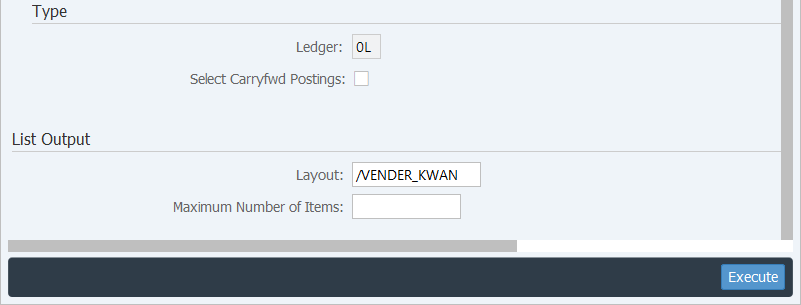 Type
Ledger: 0L
Select Carryfwd Postings:
List Output
Layout: /VENDER_KWAN
Maximum Number of Items:
Execute